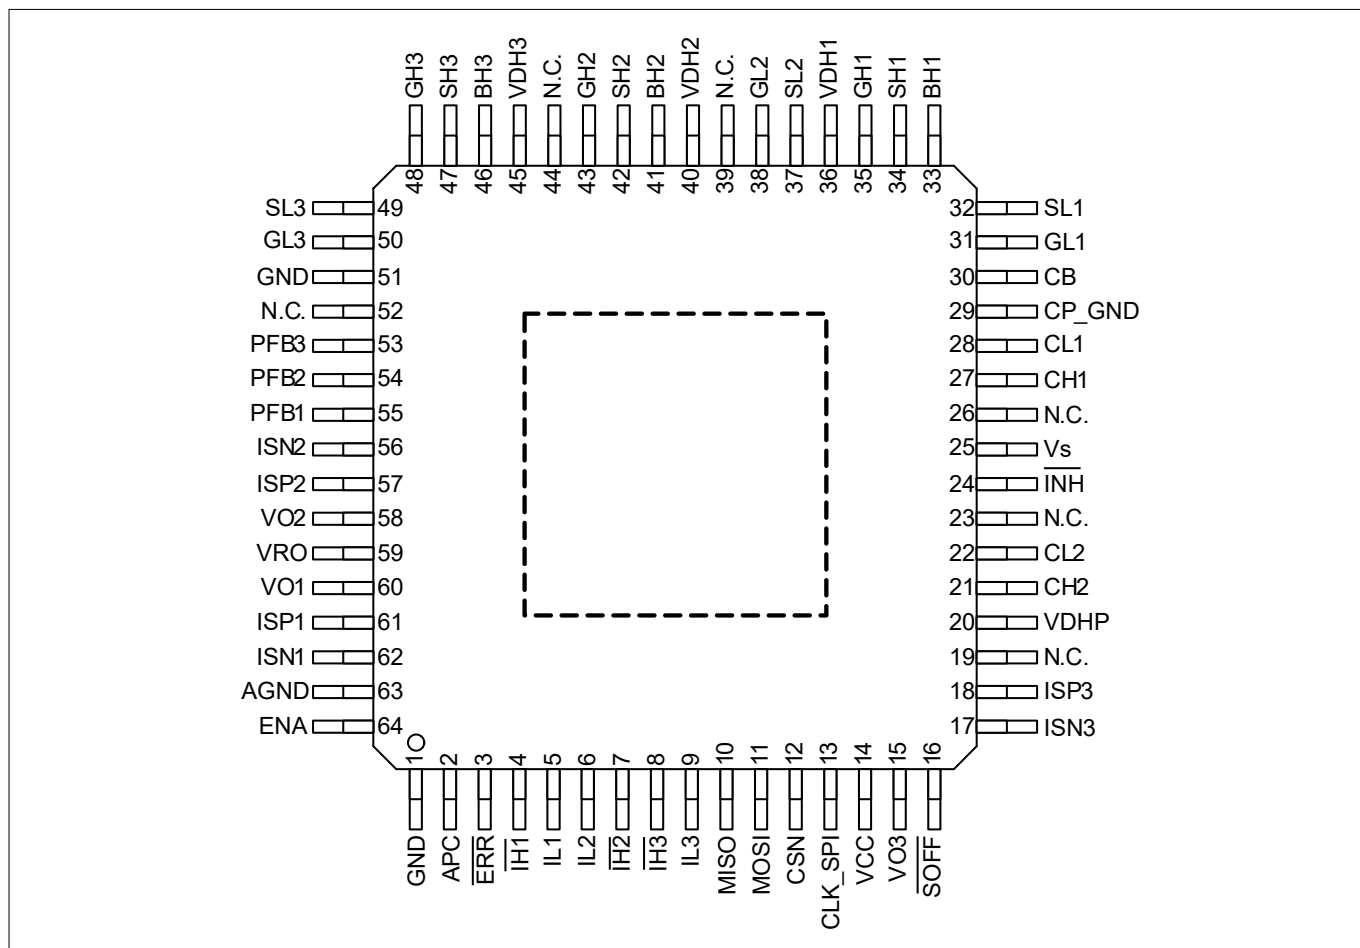 GH3 SH3 BH3 VDH3 N.C. GH2 SH2 BH2 VDH2 N.C. GL2 SL2 VDH1 GH1 SH1 BH1
48 47 46 45 44 43 42 41 40 39 38 37 36 35 34 33
SL3 49 32 SL1
GL3 50 31 GL1
GND 51 30 CB
N.C. 52 29 CP_GND
PFB3 53 28 CL1
PFB2 54 27 CH1
PFB1 55 26 N.C.
ISN2 56 25 Vs
ISP2 57 24 I̅N̅H̅
VO2 58 23 N.C.
VRO 59 22 CL2
VO1 60 21 CH2
ISP1 61 20 VDHP
ISN1 62 19 N.C.
AGND 63 18 ISP3
ENA 64 17 ISN3
1 2 3 4 5 6 7 8 9 10 11 12 13 14 15 16
GND APC E̅R̅R̅ I̅H̅1̅ IL1 IL2 I̅H̅2̅ I̅H̅3̅ IL3 MISO MOSI CSN CLK_SPI VCC VO3 S̅O̅F̅F̅